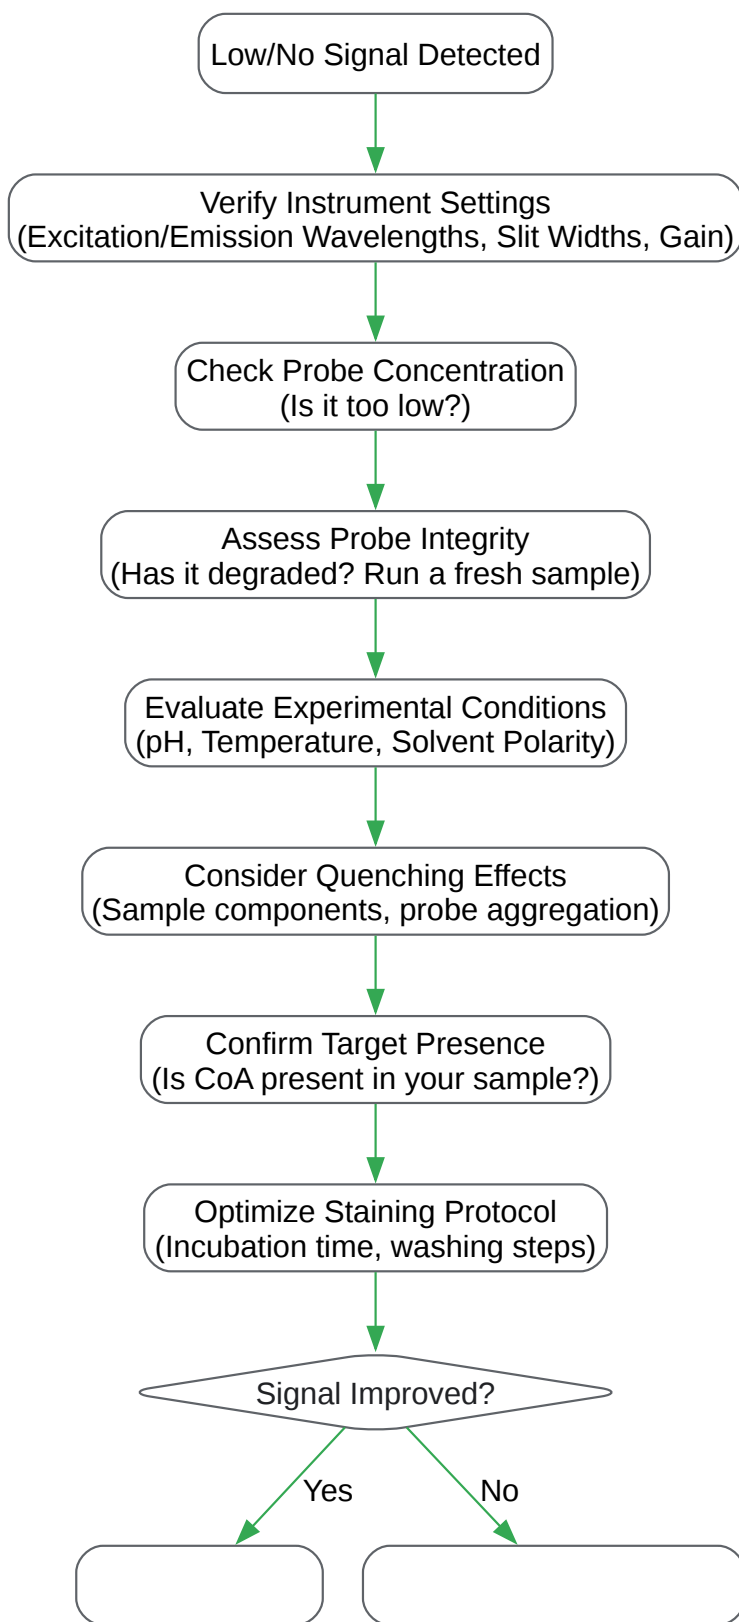 Low/No Signal Detected
Verify Instrument Settings
(Excitation/Emission Wavelengths, Slit Widths, Gain)
Check Probe Concentration
(Is it too low?)
Assess Probe Integrity
(Has it degraded? Run a fresh sample)
Evaluate Experimental Conditions
(pH, Temperature, Solvent Polarity)
Consider Quenching Effects
(Sample components, probe aggregation)
Confirm Target Presence
(Is CoA present in your sample?)
Optimize Staining Protocol
(Incubation time, washing steps)
Signal Improved?
Yes
No